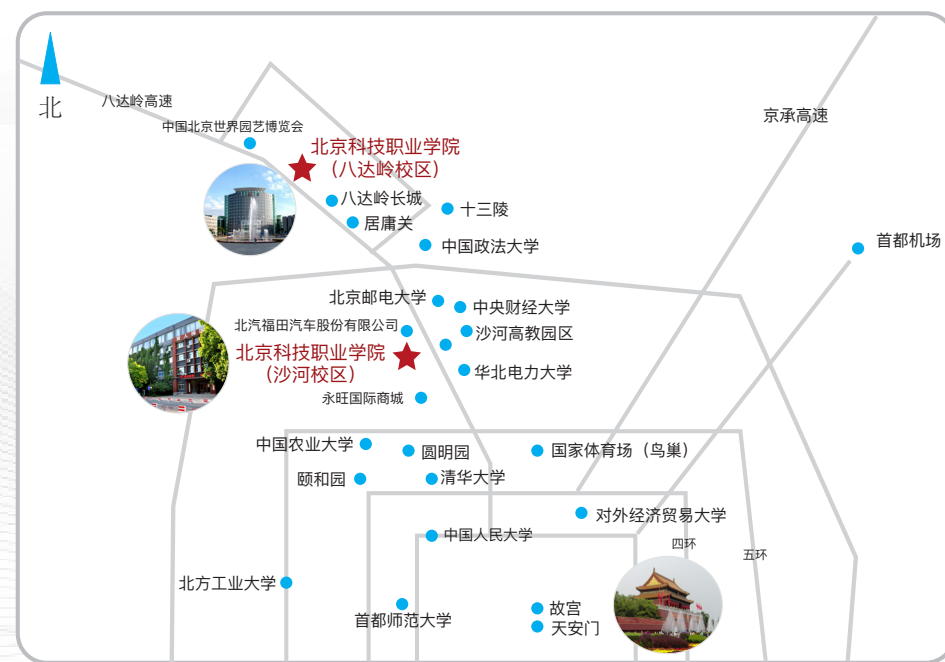 北
八达岭高速
京承高速
中国北京世界园艺博览会
北京科技职业学院
(八达岭校区)
八达岭长城
十三陵
居庸关
中国政法大学
首都机场
北京邮电大学
中央财经大学
北汽福田汽车股份有限公司
沙河高教园区
北京科技职业学院
(沙河校区)
华北电力大学
永旺国际商城
中国农业大学
圆明园
国家体育场(鸟巢)
颐和园
清华大学
对外经济贸易大学
中国人民大学
四环
五环
北方工业大学
首都师范大学
故宫
天安门